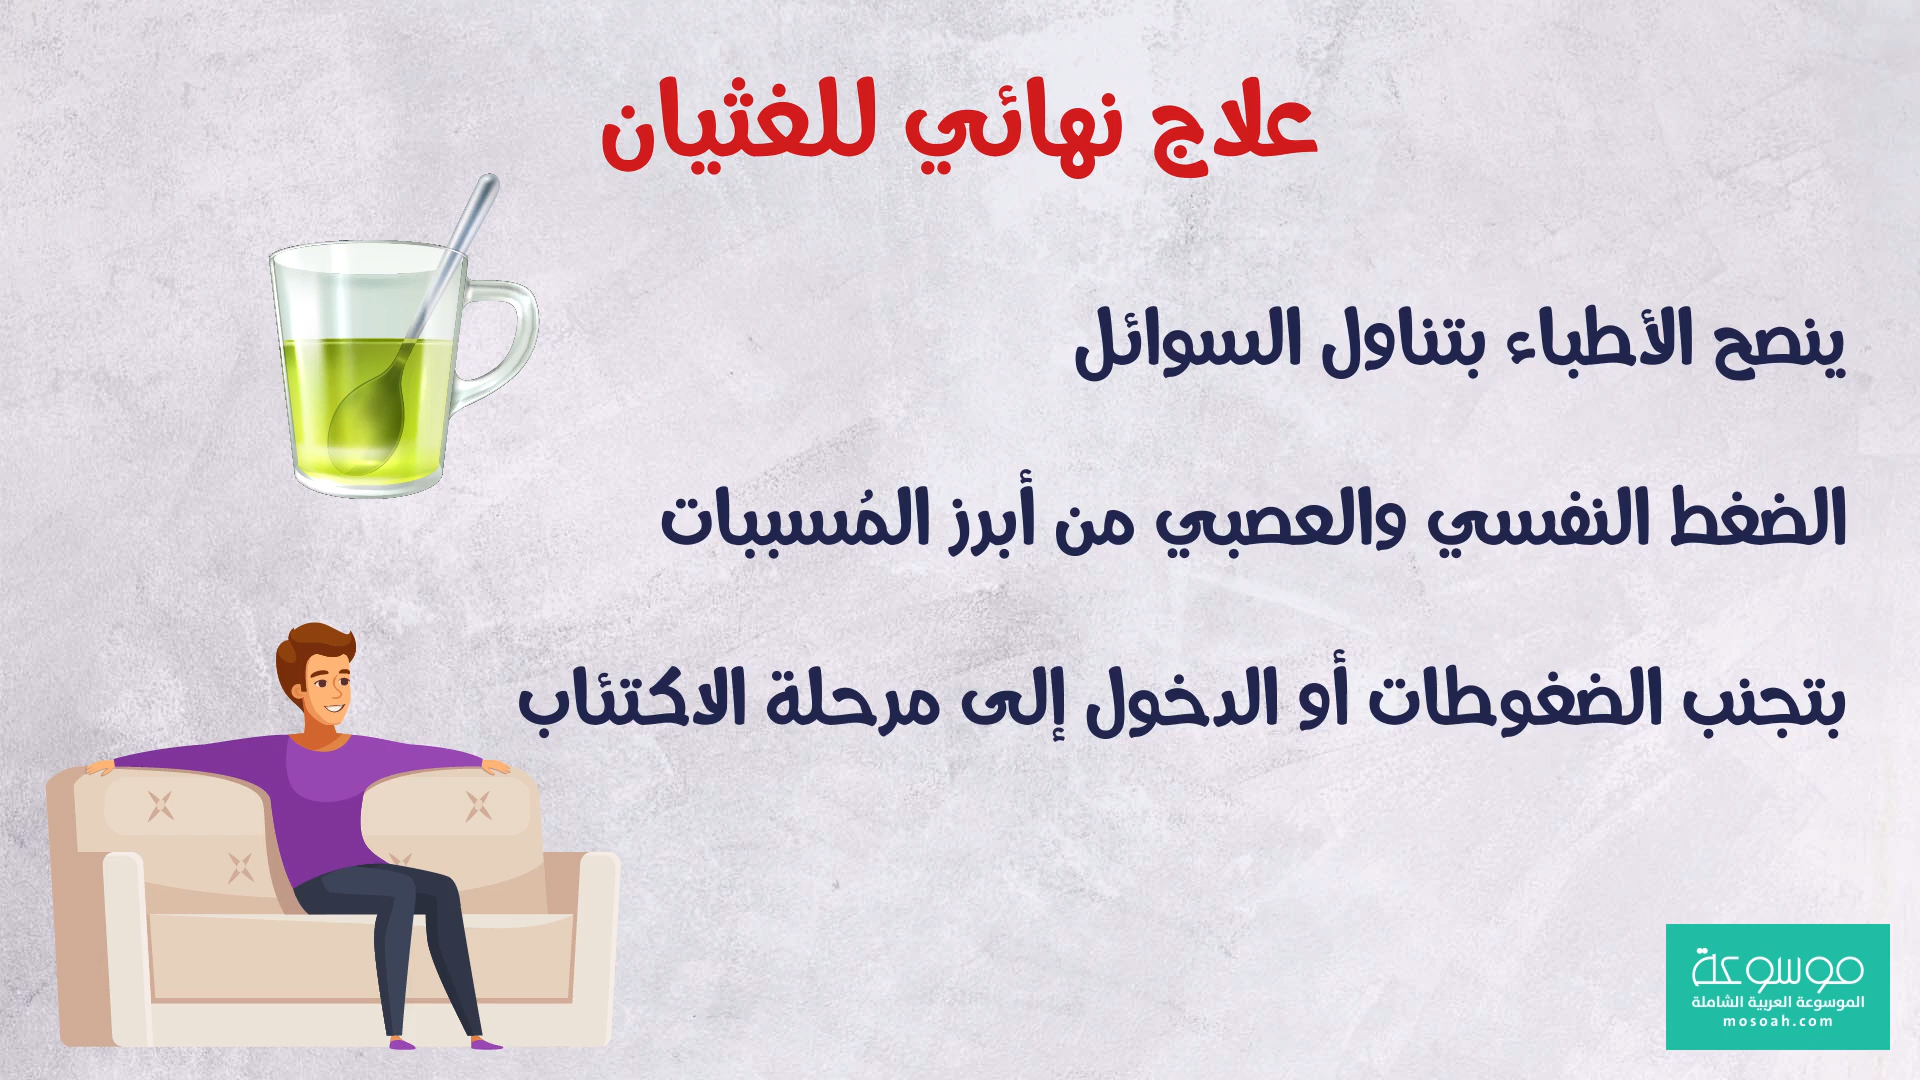 علاج نهائي للغثيان
ينصح الأطباء بتناول السوائل
الضغط النفسي والعصبي من أبرز المُسببات
بتجنب الضغوطات أو الدخول إلى مرحلة الاكتئاب
موسوعة
الموسوعة العربية الشاملة
mosoah.com